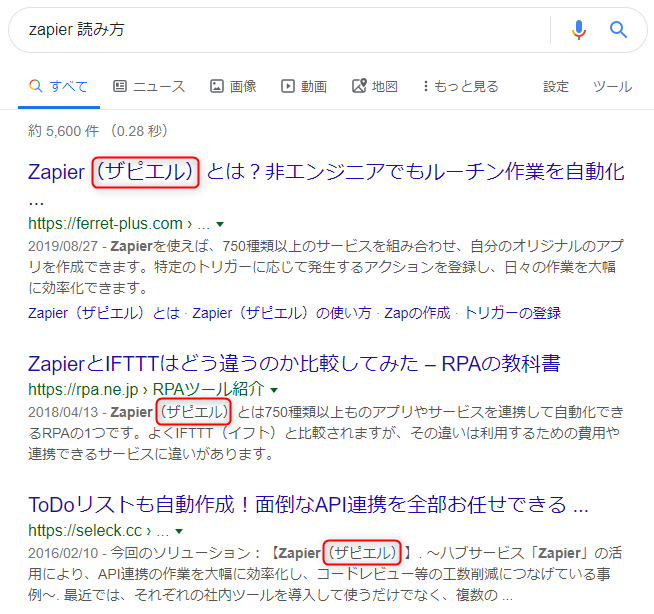 zapier 読み方
すべて ニュース 画像 動画 地図 もっと見る 設定 ツール
約 5,600 件 （0.28 秒）
Zapier（ザピエル）とは？非エンジニアでもルーチン作業を自動化
...
https://ferret-plus.com › ...
2019/08/27 - Zapierを使えば、750種類以上のサービスを組み合わせ、自分のオリジナルのアプ
リを作成できます。特定のトリガーに応じて発生するアクションを登録し、日々の作業を大幅
に効率化できます。
Zapier（ザピエル）とは · Zapier（ザピエル）の使い方 · Zapの作成 · トリガーの登録
ZapierとIFTTTはどう違うのか比較してみた – RPAの教科書
https://rpa.ne.jp › RPAツール紹介
2018/04/13 - Zapier（ザピエル）とは750種類以上ものアプリやサービスを連携して自動化でき
るRPAの1つです。よくIFTTT（イフト）と比較されますが、その違いは利用するための費用や
連携できるサービスに違いがあります。
ToDoリストも自動作成！面倒なAPI連携を全部お任せできる ...
https://seleck.cc › ...
2016/02/10 - 今回のソリューション：【Zapier（ザピエル）】. 〜ハブサービス「Zapier」の活
用により、API連携の作業を大幅に効率化し、コードレビュー等の工数削減につなげている事
例〜. 最近では、それぞれの社内ツールを導入して使うだけでなく、複数の ...